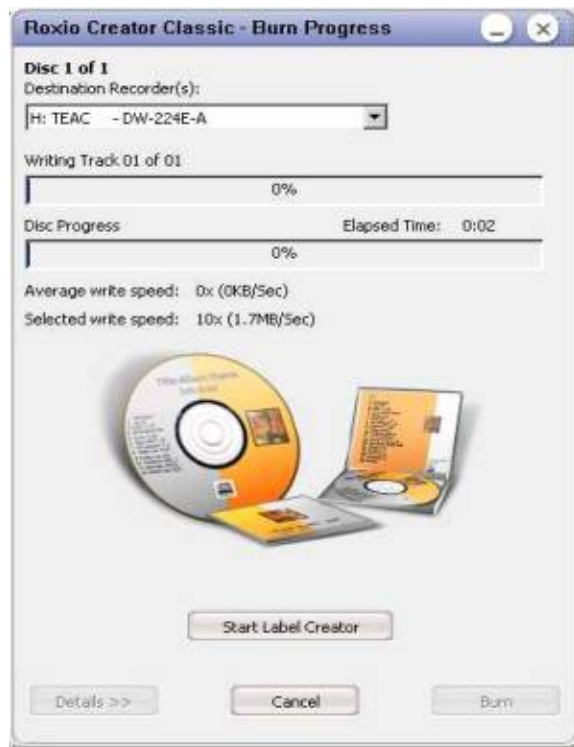 Roxio Creator Classic - Burn Progress
Disc 1 of 1
Destination Recorder(s):
H: TEAC - DW-224E-A
Writing Track 01 of 01
0%
Disc Progress Elapsed Time: 0:02
0%
Average write speed: 0x (0KB/Sec)
Selected write speed: 10x (1.7MB/Sec)
Start Label Creator
Details >> Cancel Burn